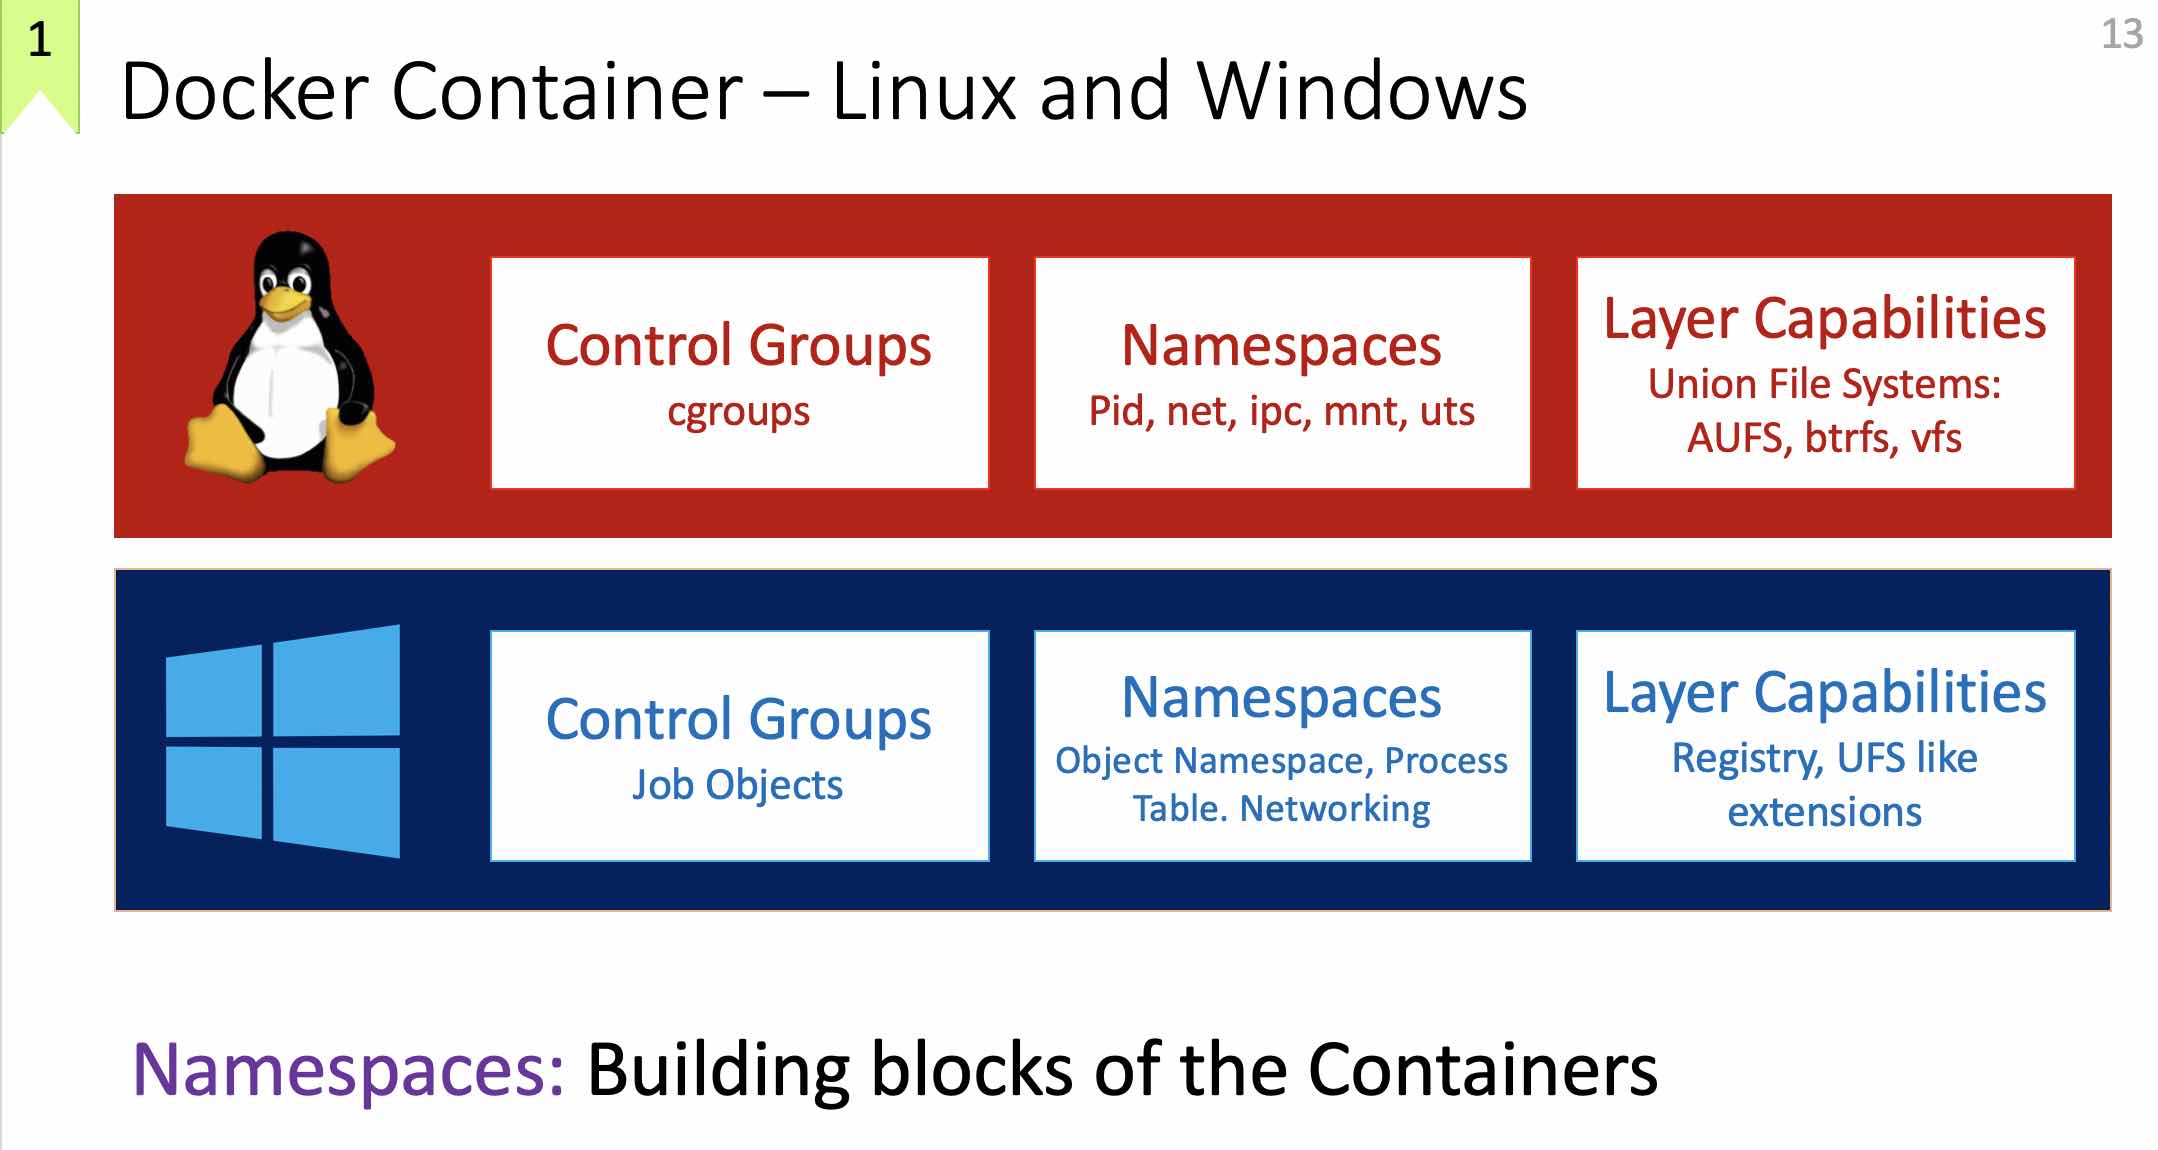 1
13
Docker Container – Linux and Windows
Control Groups
cgroups
Namespaces
Pid, net, ipc, mnt, uts
Layer Capabilities
Union File Systems:
AUFS, btrfs, vfs
Control Groups
Job Objects
Namespaces
Object Namespace, Process
Table. Networking
Layer Capabilities
Registry, UFS like
extensions
Namespaces: Building blocks of the Containers